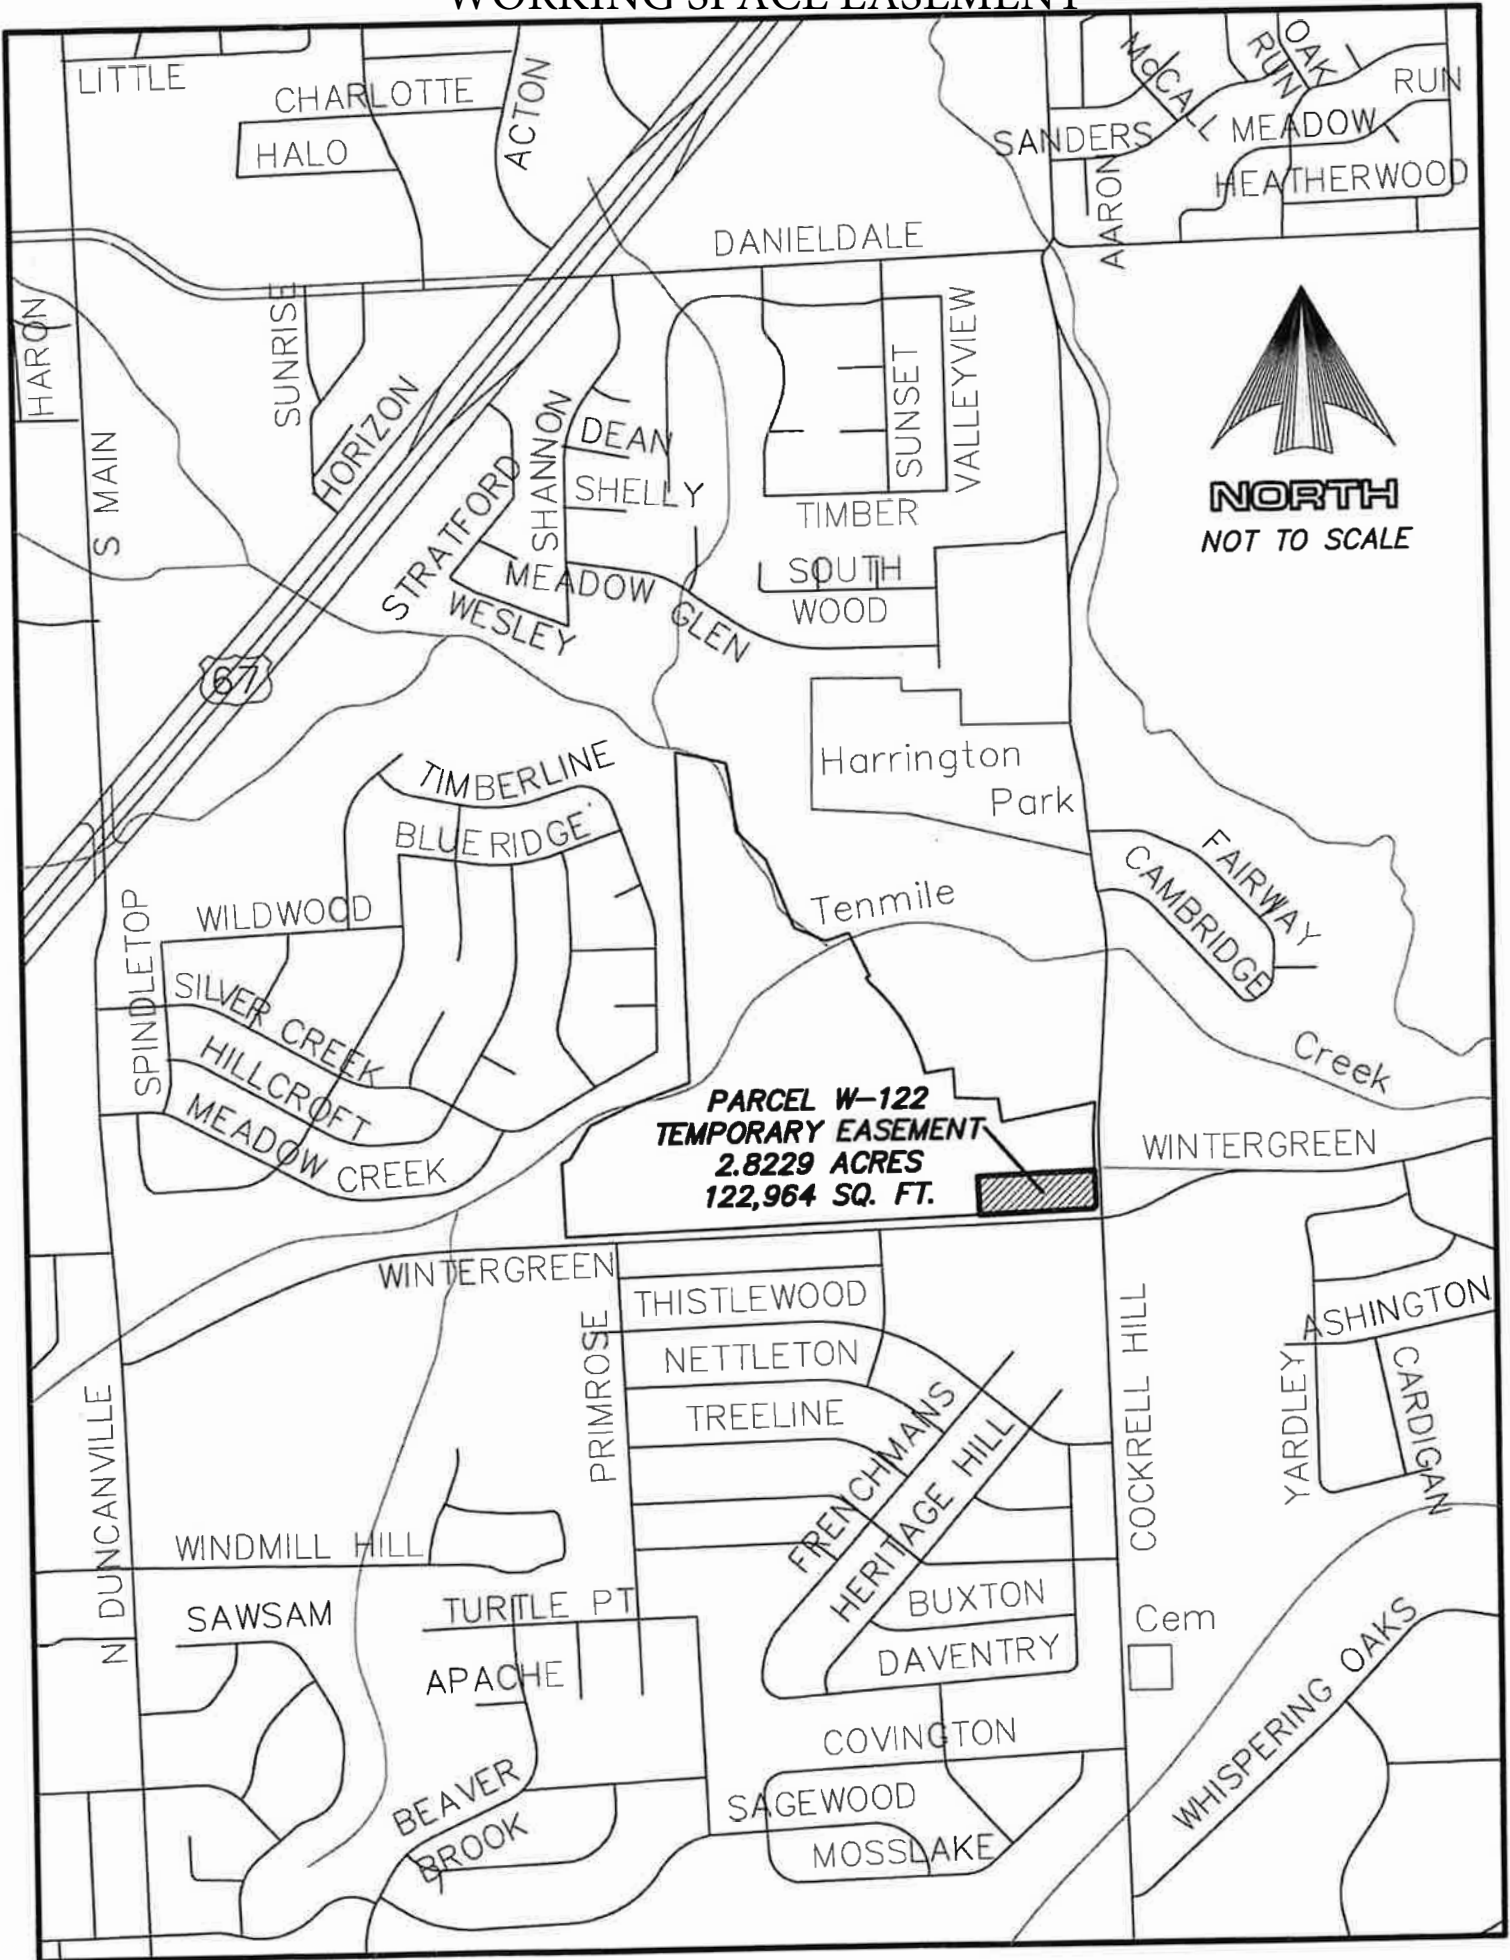 WORKING SPACE EASEMENT
LITTLE
CHARLOTTE
HALO
ACTON
McCALL
OAK
RUN
RUN
SANDERS
MEADOW
HEATHERWOOD
AARON
DANIELDALE
HARON
S MAIN
SUNRISE
HORIZON
STRATFORD
SHANNON
DEAN
SHELLY
MEADOW GLEN
WESLEY
SUNSET
VALLEYVIEW
TIMBER
SOUTH
WOOD
NORTH
NOT TO SCALE
67
TIMBERLINE
BLUERIDGE
WILDWOOD
SPINDLETOP
SILVER CREEK
HILLCROFT
MEADOW CREEK
Harrington
Park
Tenmile
Creek
FAIRWAY
CAMBRIDGE
PARCEL W-122
TEMPORARY EASEMENT
2.8229 ACRES
122,964 SQ. FT.
WINTERGREEN
WINTERGREEN
THISTLEWOOD
NETTLETON
TREELINE
PRIMROSE
FRENCHMANS
HERITAGE HILL
COCKRELL HILL
ASHINGTON
YARDLEY
CARDIGAN
N DUNCANVILLE
WINDMILL HILL
SAWSAM
TURTLE PT
APACHE
BUXTON
DAVENTRY
Cem
COVINGTON
WHISPERING OAKS
BEAVER
BROOK
SAGEWOOD
MOSSLAKE